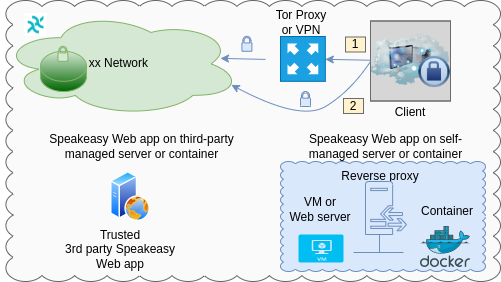 Tor Proxy
or VPN
1
xx Network
2
Client
Speakeasy Web app on third-party
managed server or container
Speakeasy Web app on self-
managed server or container
Reverse proxy
VM or
Web server
Container
VM
docker
Trusted
3rd party Speakeasy
Web app